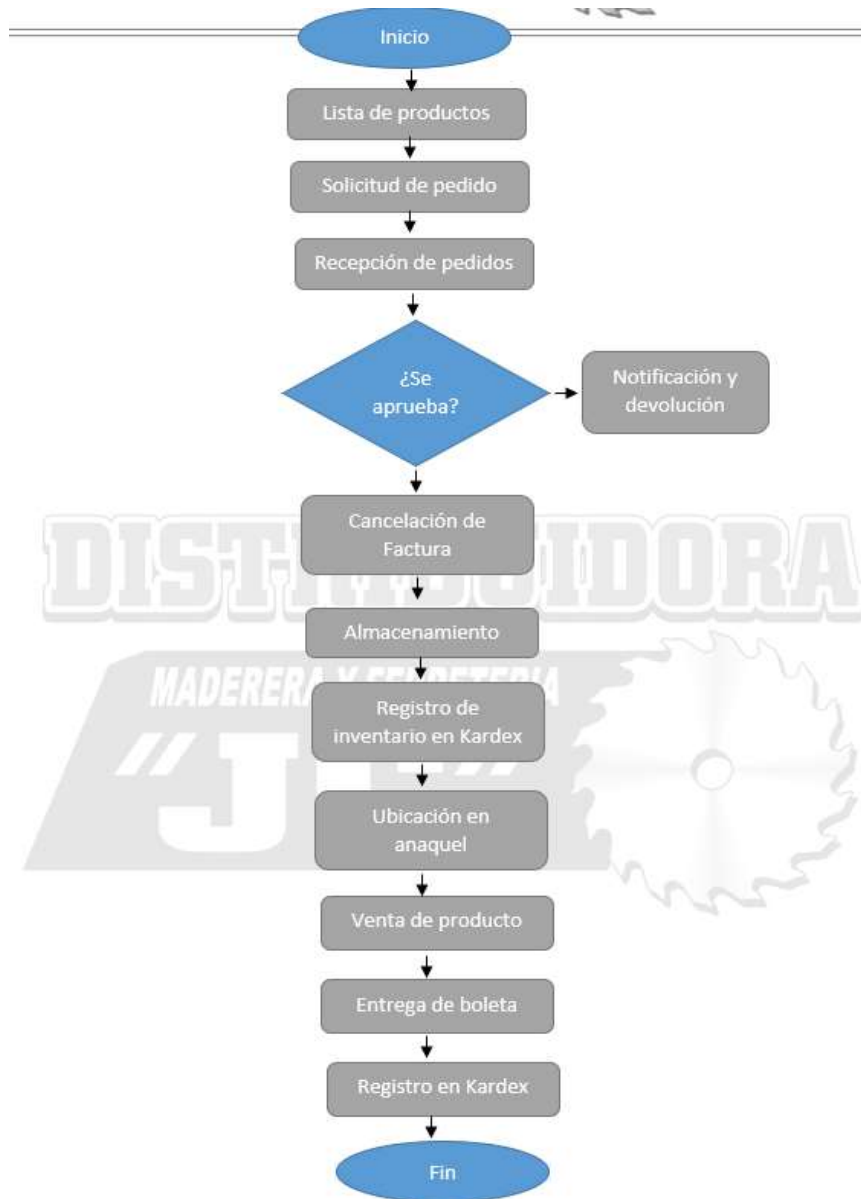 Inicio
Lista de productos
Solicitud de pedido
Recepción de pedidos
¿Se
aprueba?
Notificación y
devolución
Cancelación de
Factura
DISTRIBUIDORA
Almacenamiento
MADERERA Y FERRETERIA
Registro de
inventario en Kardex
Ubicación en
anaquel
Venta de producto
Entrega de boleta
Registro en Kardex
Fin